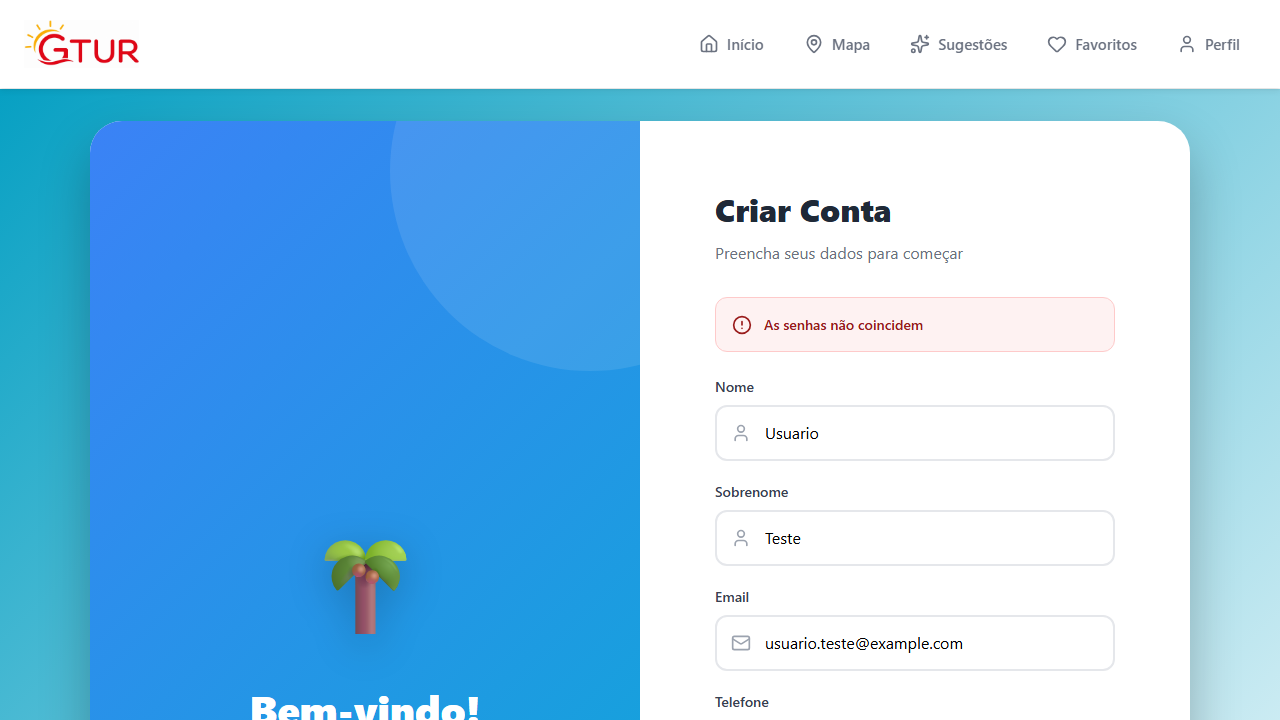 GTUR
Início
Mapa
Sugestões
Favoritos
Perfil
Criar Conta
Preencha seus dados para começar
As senhas não coincidem
Nome
Usuario
Sobrenome
Teste
Email
usuario.teste@example.com
Telefone
Bem-vindo!